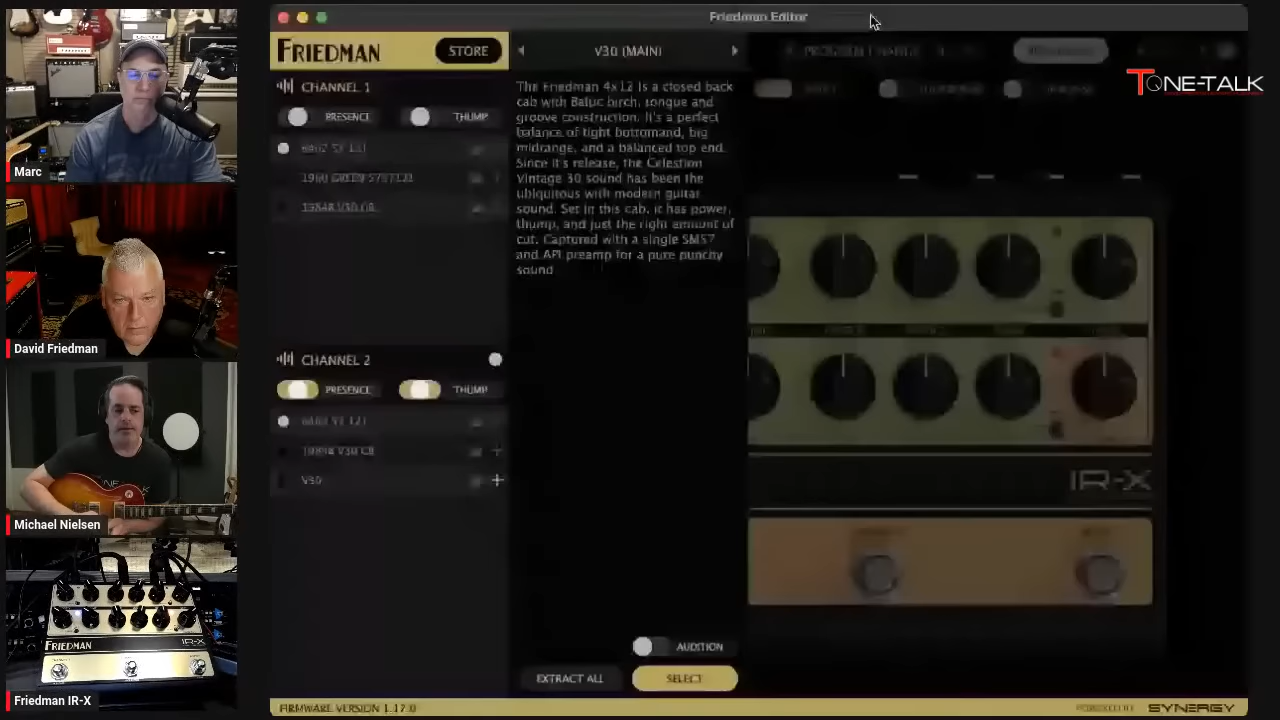 Friedman Editor
FRIEDMAN
STORE
V30 (MAIN)
TONE-TALK
CHANNEL 1
PRESENCE
THUMP
The Friedman 4x12 is a closed back
cab with Baltic birch, tongue and
groove construction. It's a perfect
balance of tight bottomand, big
midrange, and a balanced top end.
Since it's release, the Celestion
Vintage 30 sound has been the
ubiquitous with modern guitar
sound. Set in this cab, it has power,
thump, and just the right amount of
cut. Captured with a single SM57
and API preamp for a pure punchy
sound
CHANNEL 2
PRESENCE
THUMP
V30
IR-X
AUDITION
EXTRACT ALL
SELECT
FIRMWARE VERSION 1.17.0
POWERED BY
SYNERGY
Marc
David Friedman
Michael Nielsen
FRIEDMAN
IR-X
Friedman IR-X